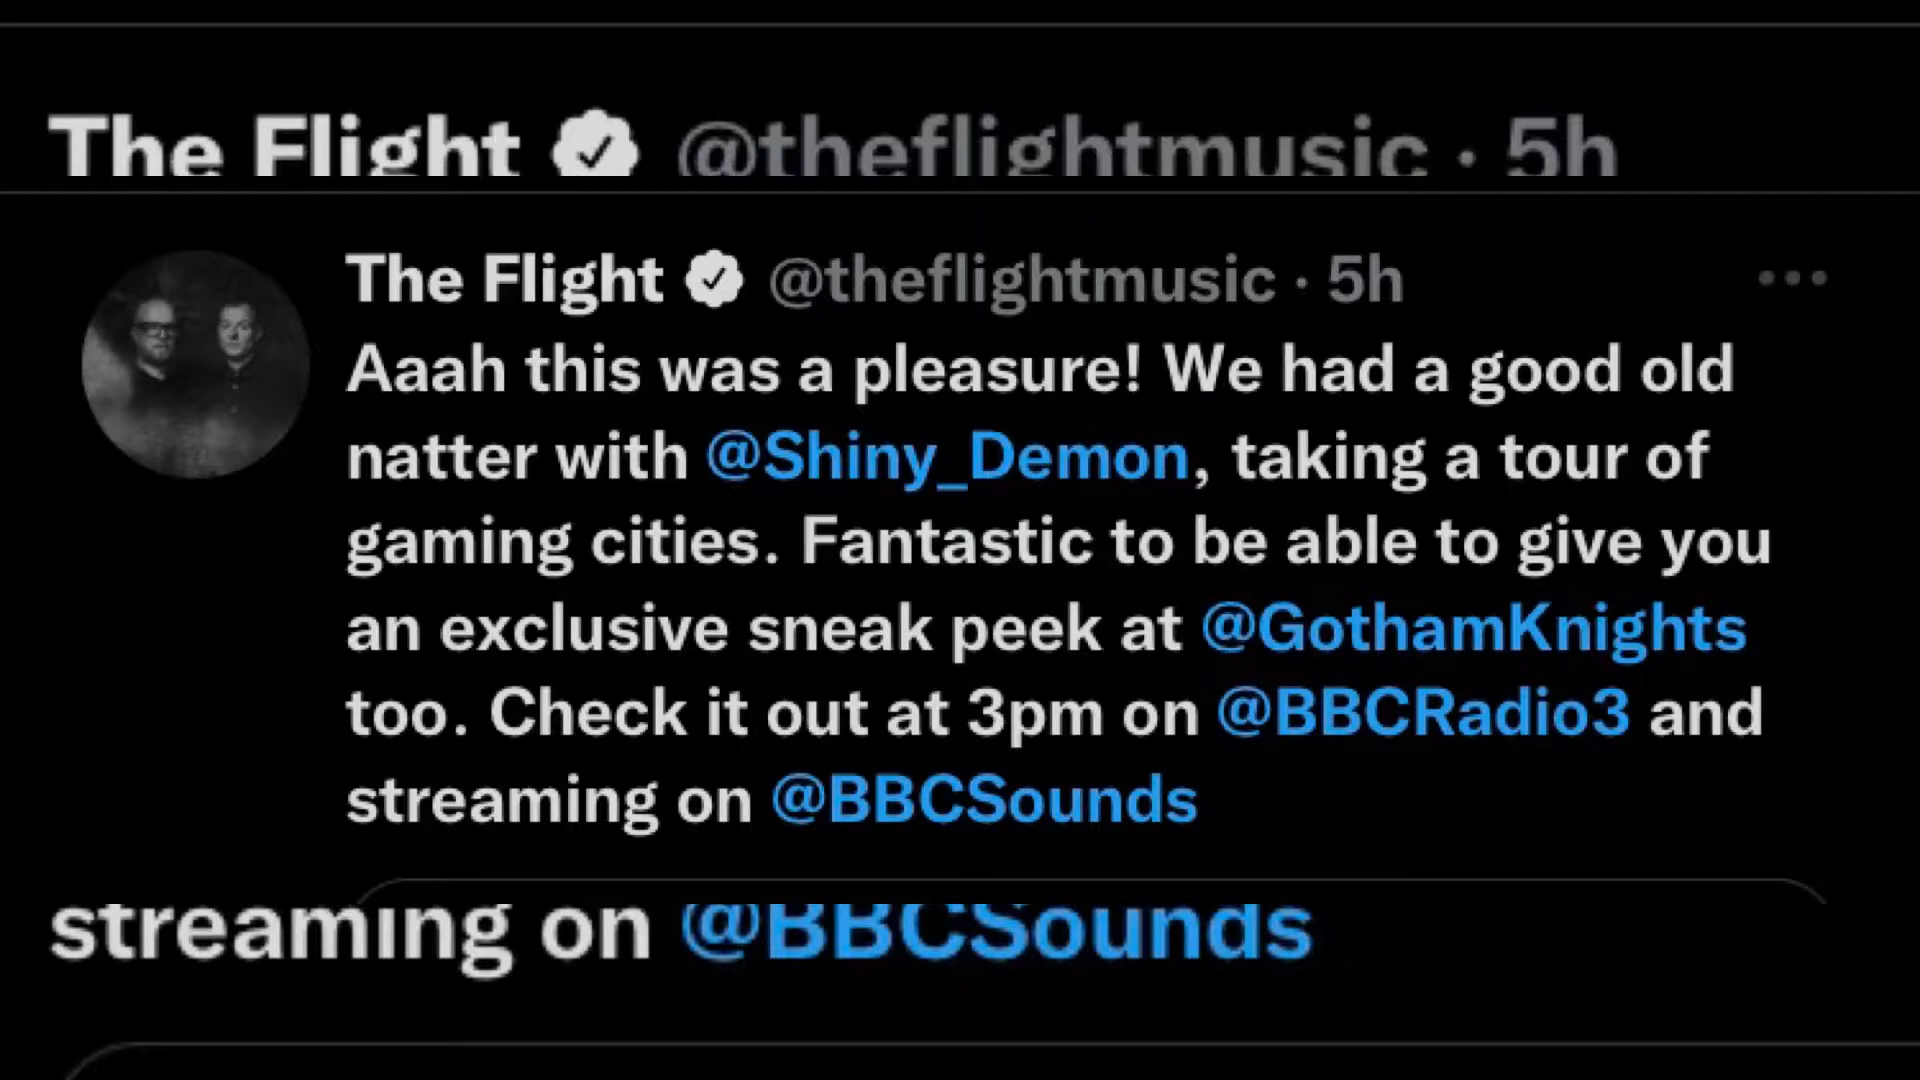 The Flight @theflightmusic · 5h
The Flight @theflightmusic · 5h
Aaah this was a pleasure! We had a good old
natter with @Shiny_Demon, taking a tour of
gaming cities. Fantastic to be able to give you
an exclusive sneak peek at @GothamKnights
too. Check it out at 3pm on @BBCRadio3 and
streaming on @BBCSounds
streaming on @BBCSounds